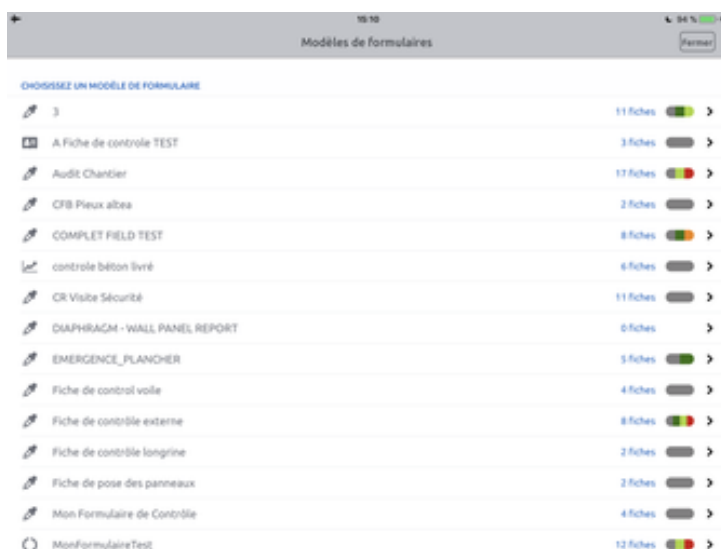 15:10
94 %
Modèles de formulaires
Fermer
CHOISISSEZ UN MODÈLE DE FORMULAIRE
3 11 fiches
A Fiche de controle TEST 3 fiches
Audit Chantier 17 fiches
CFB Pieux altea 2 fiches
COMPLET FIELD TEST 8 fiches
controle béton livré 6 fiches
CR Visite Sécurité 11 fiches
DIAPHRAGM - WALL PANEL REPORT 0 fiches
EMERGENCE_PLANCHER 5 fiches
Fiche de control voile 4 fiches
Fiche de contrôle externe 8 fiches
Fiche de contrôle longrine 2 fiches
Fiche de pose des panneaux 2 fiches
Mon Formulaire de Contrôle 4 fiches
MonFormulaireTest 12 fiches